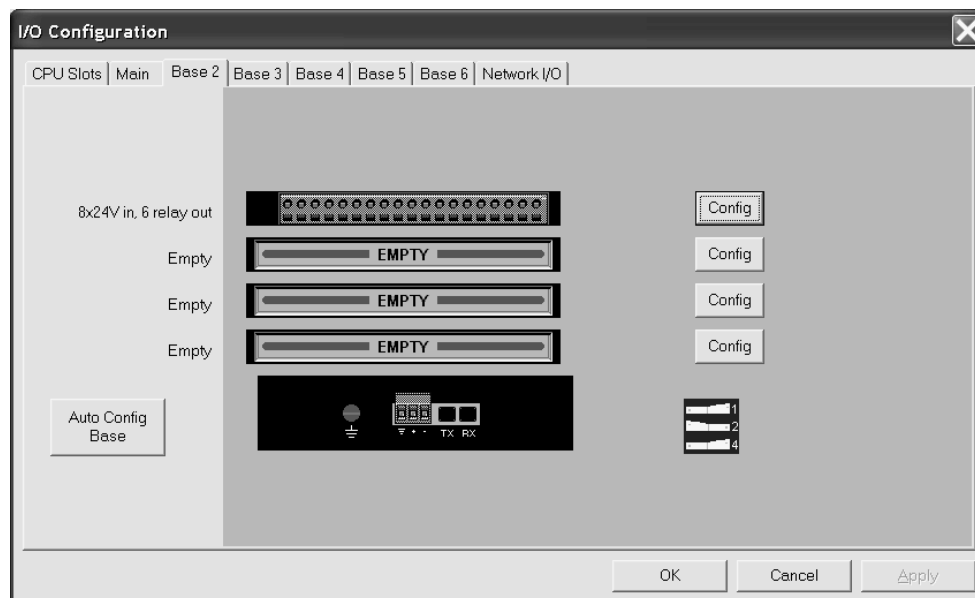 I/O Configuration
CPU Slots Main Base 2 Base 3 Base 4 Base 5 Base 6 Network I/O
8x24V in, 6 relay out Config
Empty EMPTY Config
Empty EMPTY Config
Empty EMPTY Config
Auto Config
Base
+ - TX RX
1
2
4
OK Cancel Apply